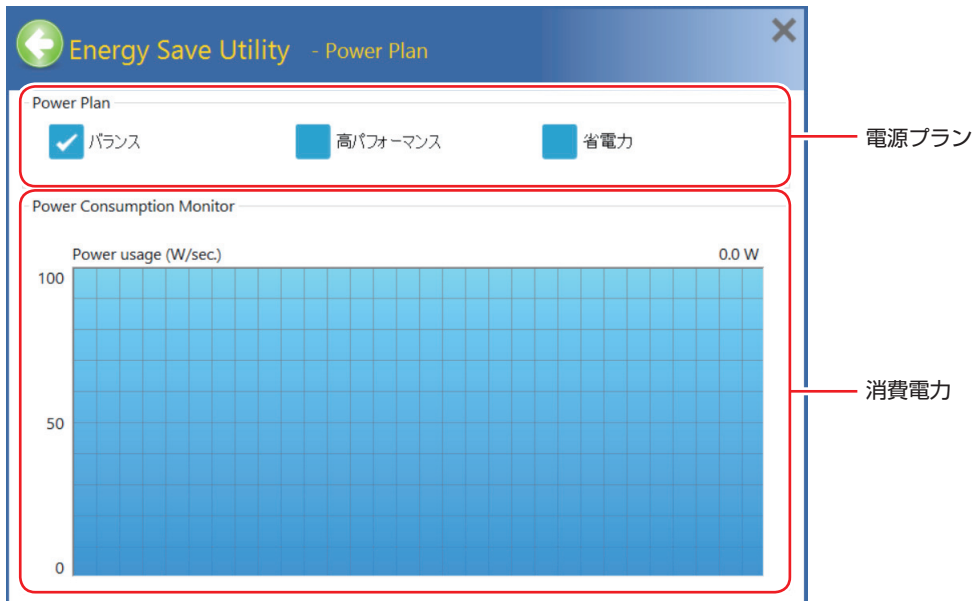 Energy Save Utility - Power Plan
Power Plan
バランス 高パフォーマンス 省電力
電源プラン
Power Consumption Monitor
Power usage (W/sec.) 0.0 W
100
50
0
消費電力